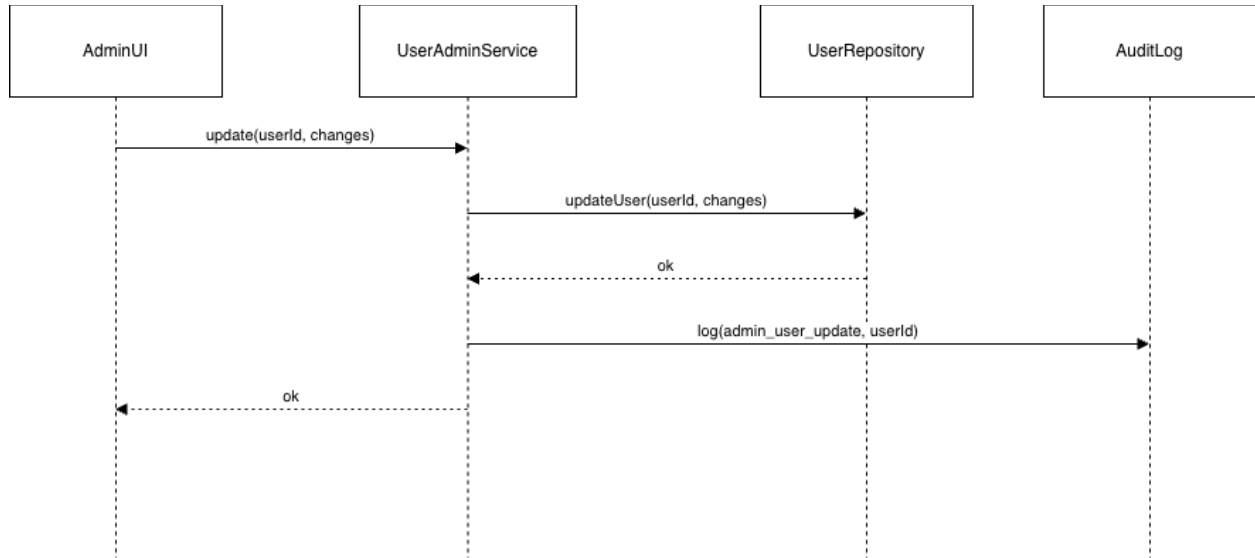 AdminUI
UserAdminService
UserRepository
AuditLog
update(userId, changes)
updateUser(userId, changes)
ok
log(admin_user_update, userId)
ok